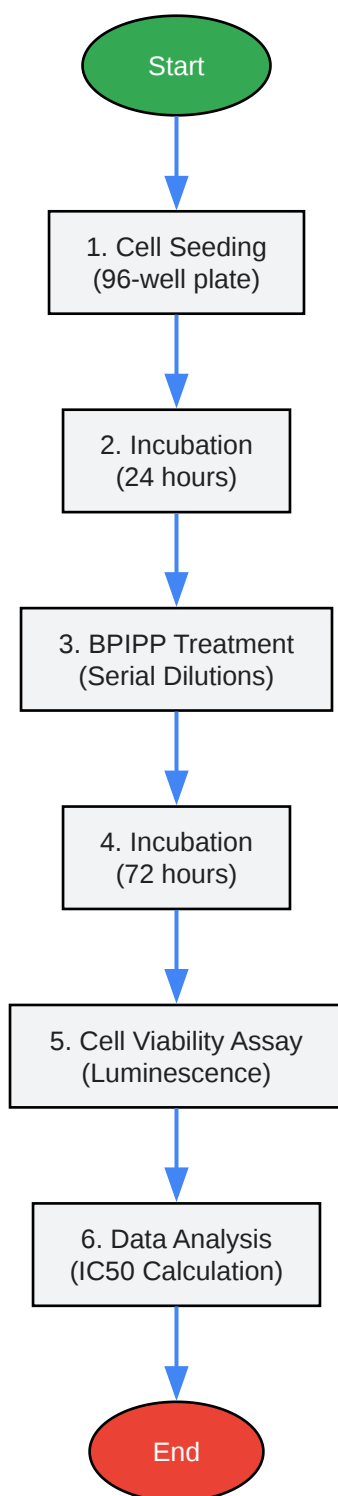 Start
1. Cell Seeding
(96-well plate)
2. Incubation
(24 hours)
3. BPIPP Treatment
(Serial Dilutions)
4. Incubation
(72 hours)
5. Cell Viability Assay
(Luminescence)
6. Data Analysis
(IC50 Calculation)
End